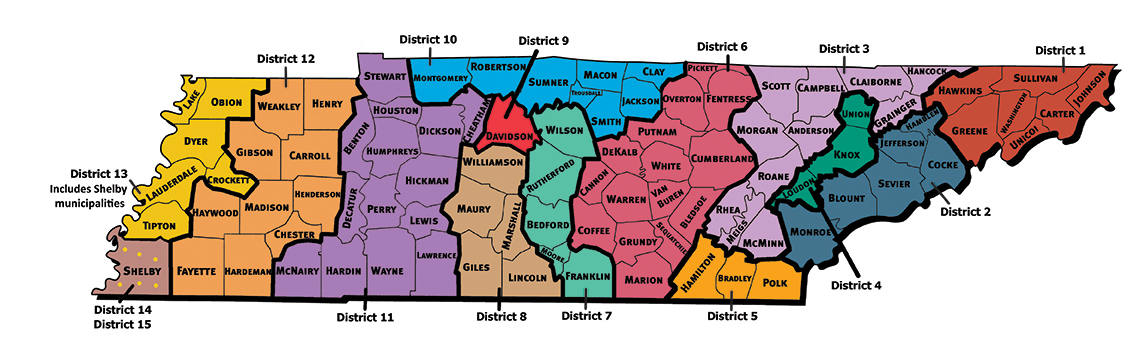 District 10
District 9
District 6
District 3
District 1
District 12
STEWART
MONTGOMERY
ROBERTSON
SUMNER
MACON
TROUSDALE
CLAY
SMITH
JACKSON
PICKETT
OVERTON
FENTRESS
SCOTT
CAMPBELL
CLAIBORNE
HANCOCK
HAWKINS
SULLIVAN
JOHNSON
WASHINGTON
CARTER
GREENE
UNICOI
LAKE
OBION
WEAKLEY
HENRY
HOUSTON
CHEATHAM
DAVIDSON
WILSON
PUTNAM
MORGAN
ANDERSON
UNION
GRAINGER
HAMBLEN
JEFFERSON
COCKE
DYER
GIBSON
CARROLL
BENTON
DICKSON
HUMPHREYS
WILLIAMSON
RUTHERFORD
DEKALB
WHITE
CUMBERLAND
ROANE
KNOX
LOUDON
BLOUNT
SEVIER
District 2
District 13
Includes Shelby
municipalities
LAUDERDALE
CROCKETT
HAYWOOD
MADISON
HENDERSON
DECATUR
PERRY
HICKMAN
LEWIS
MAURY
MARSHALL
BEDFORD
CANNON
WARREN
VAN
BUREN
BLEDSOE
RHEA
MEIGS
MCMINN
MONROE
TIPTON
CHESTER
COFFEE
GRUNDY
SEQUATCHIE
SHELBY
FAYETTE
HARDEMAN
MCNAIRY
HARDIN
WAYNE
LAWRENCE
GILES
LINCOLN
MOORE
FRANKLIN
MARION
HAMILTON
BRADLEY
POLK
District 4
District 14
District 15
District 11
District 8
District 7
District 5